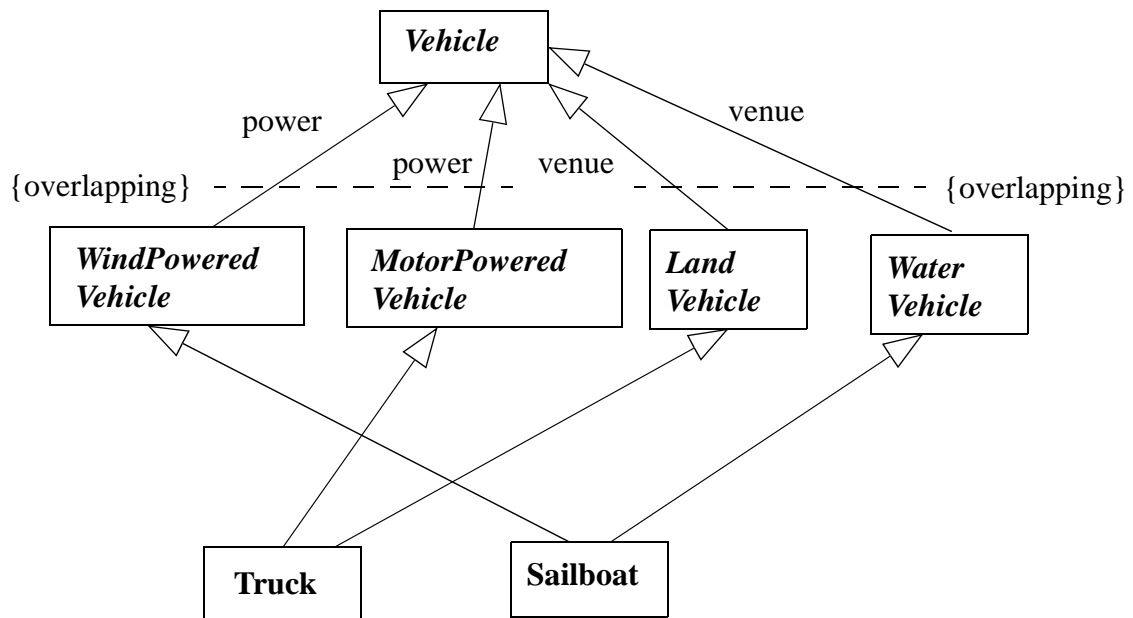 Vehicle
power
venue
power
venue
{overlapping}
{overlapping}
WindPowered
Vehicle
MotorPowered
Vehicle
Land
Vehicle
Water
Vehicle
Truck
Sailboat